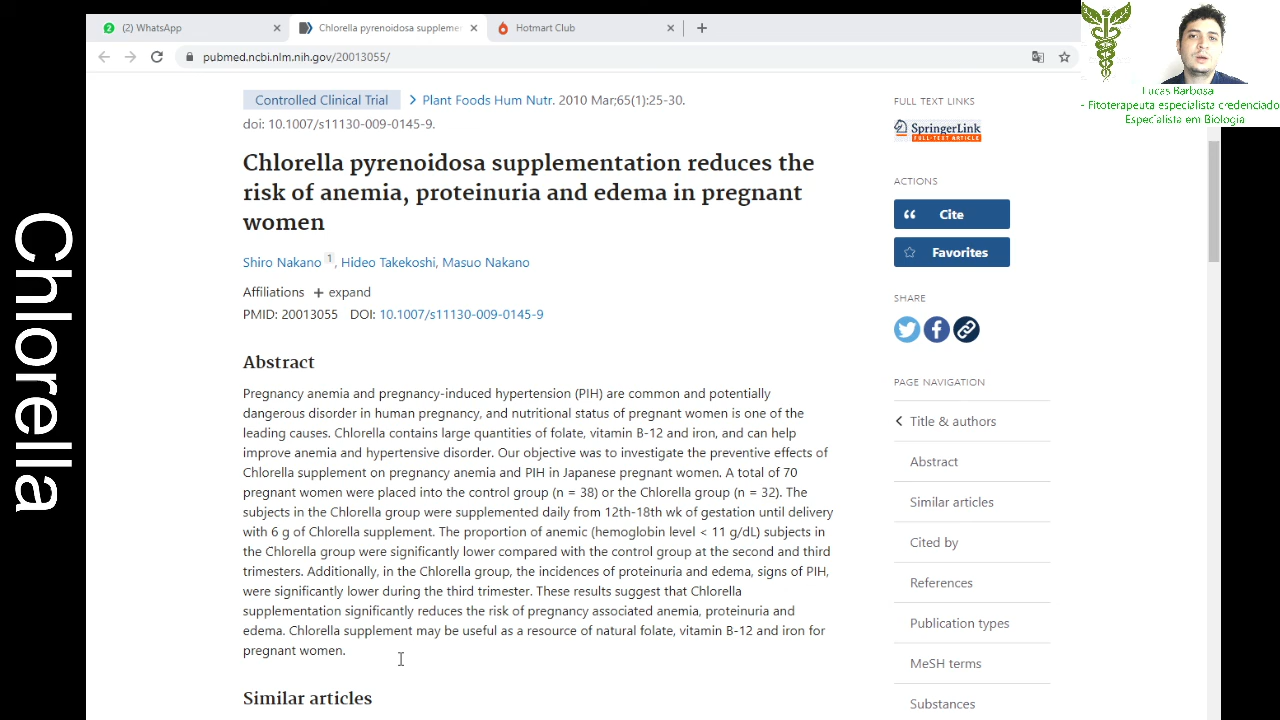 (2) WhatsApp
Chlorella pyrenoidosa suppleme
Hotmart Club
pubmed.ncbi.nlm.nih.gov/20013055/
Lucas Barbosa
- Fitoterapeuta especialista credenciado
Especialista em Biologia
Chlorella
Controlled Clinical Trial
Plant Foods Hum Nutr. 2010 Mar;65(1):25-30.
doi: 10.1007/s11130-009-0145-9.
Chlorella pyrenoidosa supplementation reduces the
risk of anemia, proteinuria and edema in pregnant
women
Shiro Nakano 1, Hideo Takekoshi, Masuo Nakano
Affiliations + expand
PMID: 20013055 DOI: 10.1007/s11130-009-0145-9
Abstract
Pregnancy anemia and pregnancy-induced hypertension (PIH) are common and potentially
dangerous disorder in human pregnancy, and nutritional status of pregnant women is one of the
leading causes. Chlorella contains large quantities of folate, vitamin B-12 and iron, and can help
improve anemia and hypertensive disorder. Our objective was to investigate the preventive effects of
Chlorella supplement on pregnancy anemia and PIH in Japanese pregnant women. A total of 70
pregnant women were placed into the control group (n = 38) or the Chlorella group (n = 32). The
subjects in the Chlorella group were supplemented daily from 12th-18th wk of gestation until delivery
with 6 g of Chlorella supplement. The proportion of anemic (hemoglobin level < 11 g/dL) subjects in
the Chlorella group were significantly lower compared with the control group at the second and third
trimesters. Additionally, in the Chlorella group, the incidences of proteinuria and edema, signs of PIH,
were significantly lower during the third trimester. These results suggest that Chlorella
supplementation significantly reduces the risk of pregnancy associated anemia, proteinuria and
edema. Chlorella supplement may be useful as a resource of natural folate, vitamin B-12 and iron for
pregnant women.
Similar articles
FULL TEXT LINKS
SpringerLink
FULL-TEXT ARTICLE
ACTIONS
Cite
Favorites
SHARE
PAGE NAVIGATION
Title & authors
Abstract
Similar articles
Cited by
References
Publication types
MeSH terms
Substances